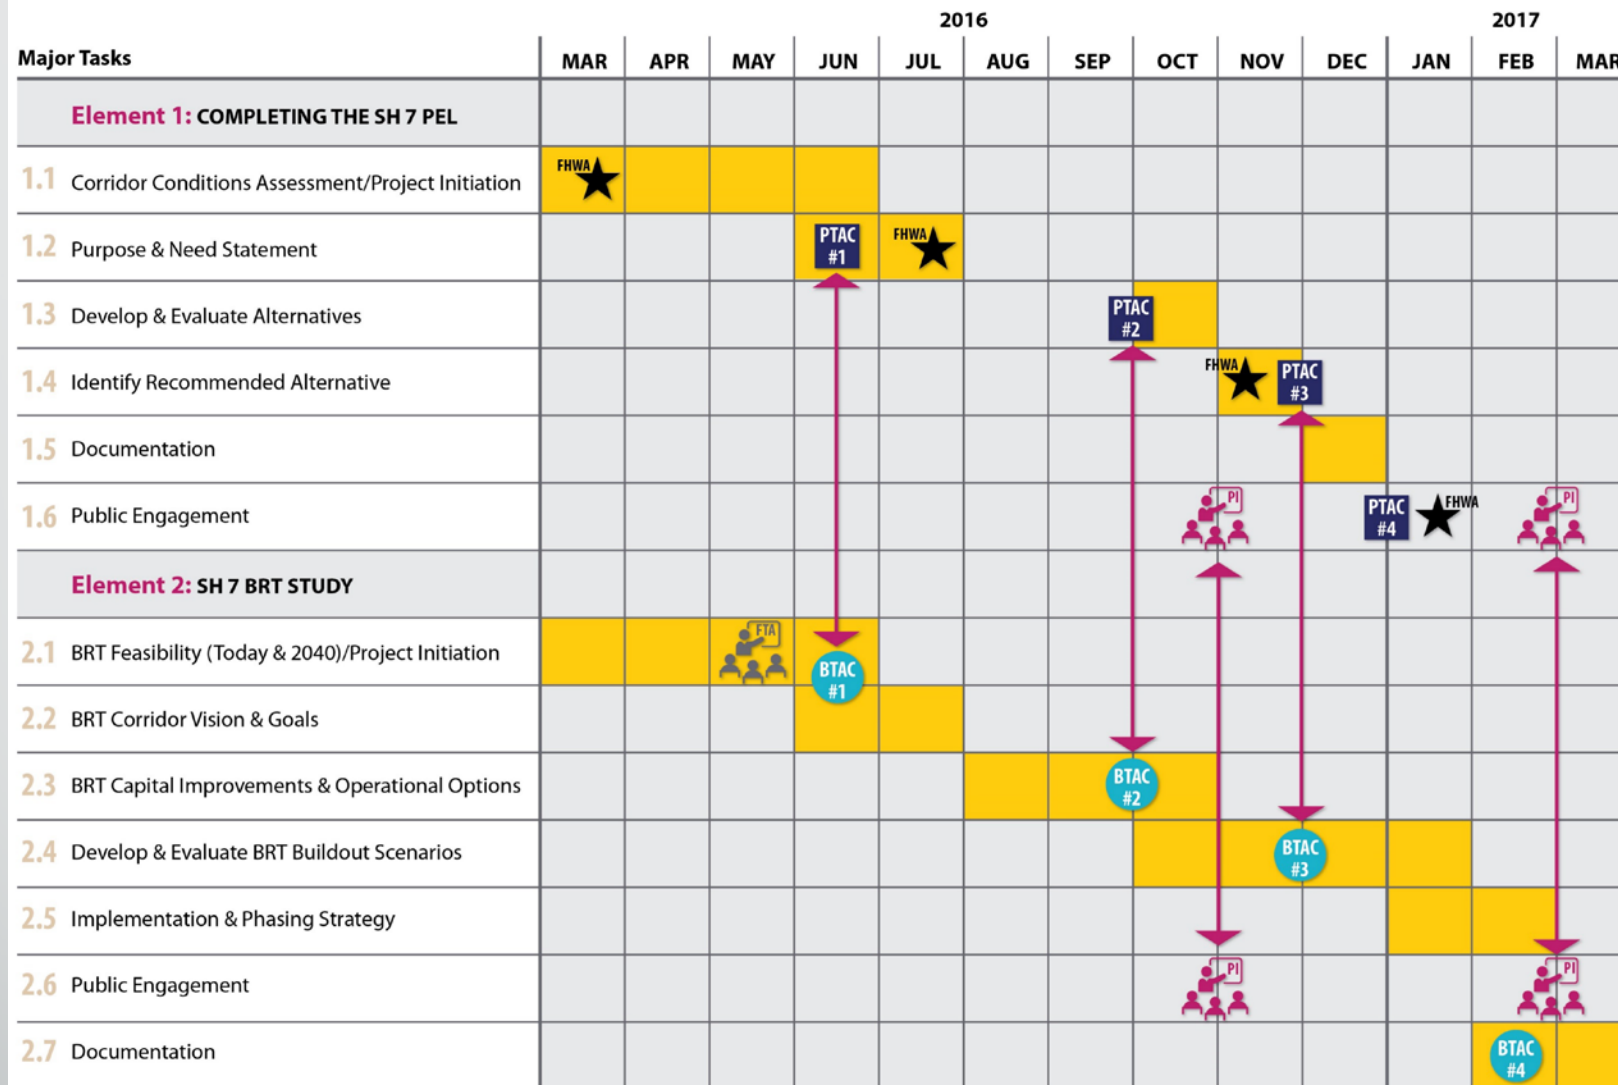 2016
2017
Major Tasks
MAR APR MAY JUN JUL AUG SEP OCT NOV DEC JAN FEB MAR
Element 1: COMPLETING THE SH 7 PEL
1.1 Corridor Conditions Assessment/Project Initiation
FHWA
1.2 Purpose & Need Statement
PTAC
#1
FHWA
1.3 Develop & Evaluate Alternatives
PTAC
#2
1.4 Identify Recommended Alternative
FHWA
PTAC
#3
1.5 Documentation
1.6 Public Engagement
PI
PTAC
#4
FHWA
PI
Element 2: SH 7 BRT STUDY
2.1 BRT Feasibility (Today & 2040)/Project Initiation
FTA
BTAC
#1
2.2 BRT Corridor Vision & Goals
2.3 BRT Capital Improvements & Operational Options
BTAC
#2
2.4 Develop & Evaluate BRT Buildout Scenarios
BTAC
#3
2.5 Implementation & Phasing Strategy
2.6 Public Engagement
PI
PI
2.7 Documentation
BTAC
#4